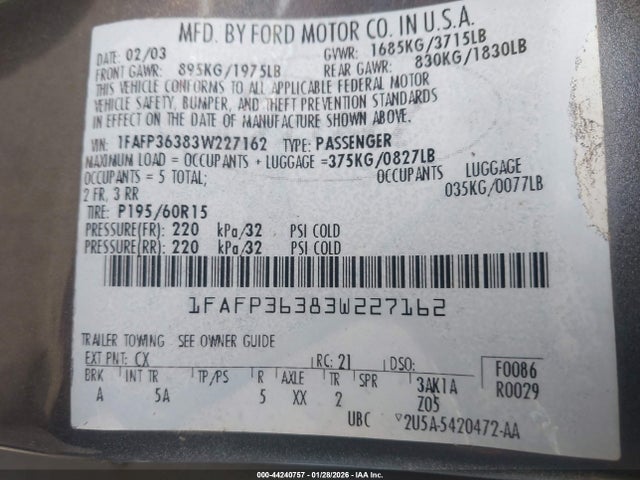 MFD. BY FORD MOTOR CO. IN U.S.A.
DATE: 02/03 GVWR: 1685KG/3715LB
FRONT GAWR: 895KG/1975LB REAR GAWR: 830KG/1830LB
THIS VEHICLE CONFORMS TO ALL APPLICABLE FEDERAL MOTOR
VEHICLE SAFETY, BUMPER, AND THEFT PREVENTION STANDARDS
IN EFFECT ON THE DATE OF MANUFACTURE SHOWN ABOVE.
VIN: 1FAFP36383W227162 TYPE: PASSENGER
MAXIMUM LOAD = OCCUPANTS + LUGGAGE =375KG/0827LB
OCCUPANTS = 5 TOTAL; OCCUPANTS LUGGAGE
2 FR, 3 RR 035KG/0077LB
TIRE: P195/60R15
PRESSURE(FR): 220 kPa/32 PSI COLD
PRESSURE(RR): 220 kPa/32 PSI COLD
1FAFP36383W227162
TRAILER TOWING SEE OWNER GUIDE
EXT PNT: CX RC: 21 DSO: F0086
BRK INT TR TP/PS R AXLE TR SPR 3AK1A R0029
A 5A 5 XX 2 Z05
UBC 2U5A-5420472-AA
000-44240757 | 01/28/2026 - IAA Inc.